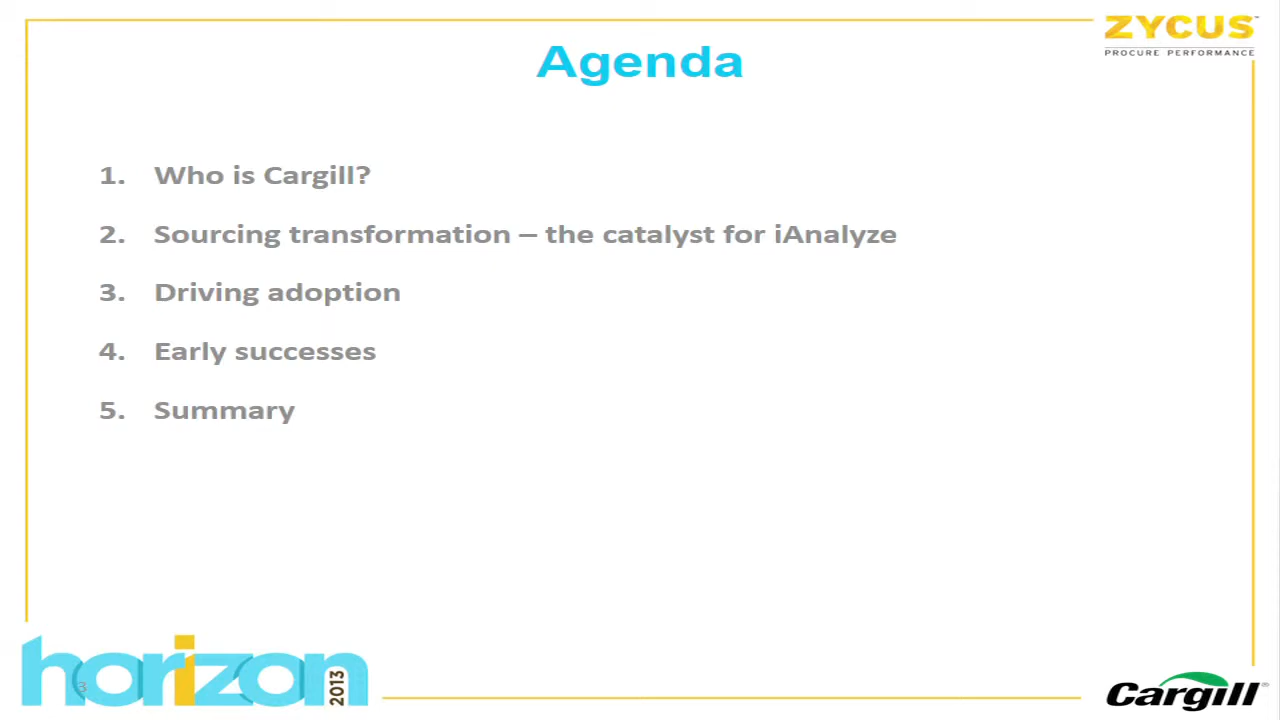 ZYCUS
PROCURE PERFORMANCE
Agenda
1. Who is Cargill?
2. Sourcing transformation – the catalyst for iAnalyze
3. Driving adoption
4. Early successes
5. Summary
horizon 2013
3
Cargill®